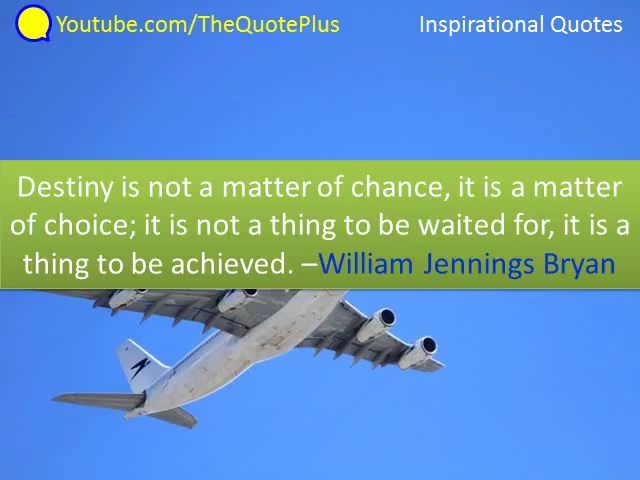 Youtube.com/TheQuotePlus
Inspirational Quotes
Destiny is not a matter of chance, it is a matter
of choice; it is not a thing to be waited for, it is a
thing to be achieved. –William Jennings Bryan